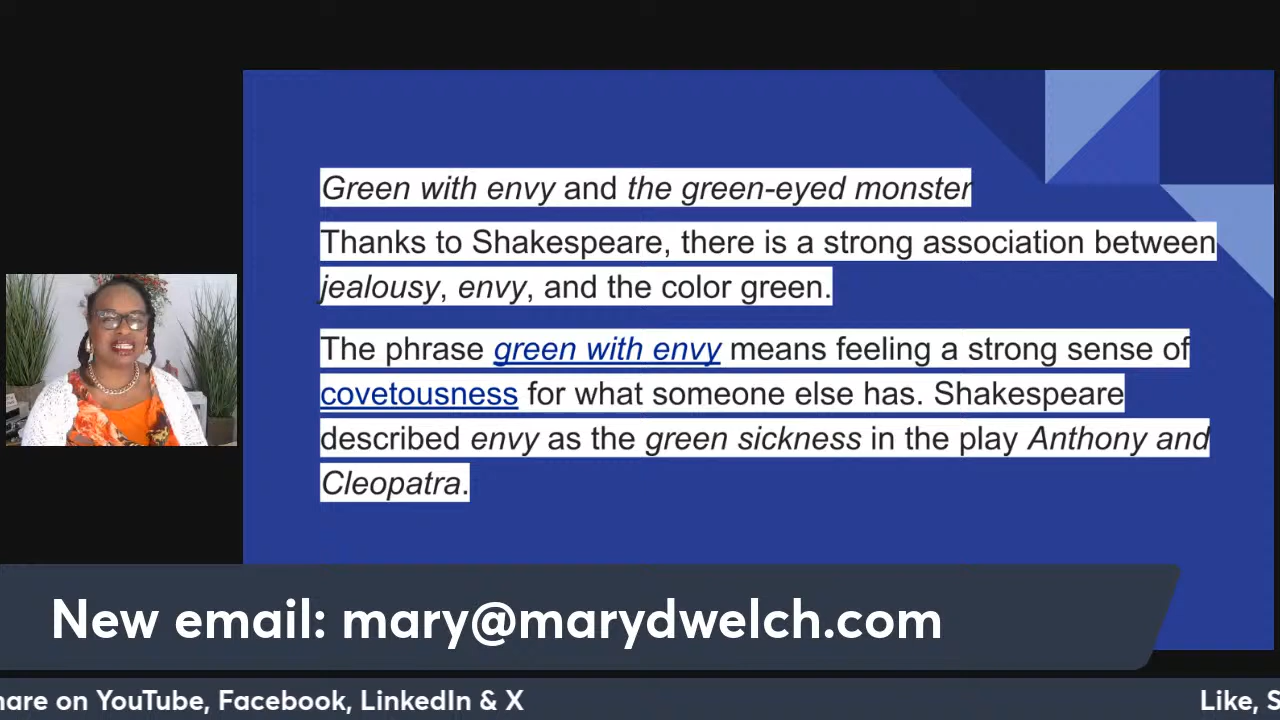 Green with envy and the green-eyed monster
Thanks to Shakespeare, there is a strong association between
jealousy, envy, and the color green.
The phrase green with envy means feeling a strong sense of
covetousness for what someone else has. Shakespeare
described envy as the green sickness in the play Anthony and
Cleopatra.
New email: mary@marydwelch.com
hare on YouTube, Facebook, LinkedIn & X
Like, S